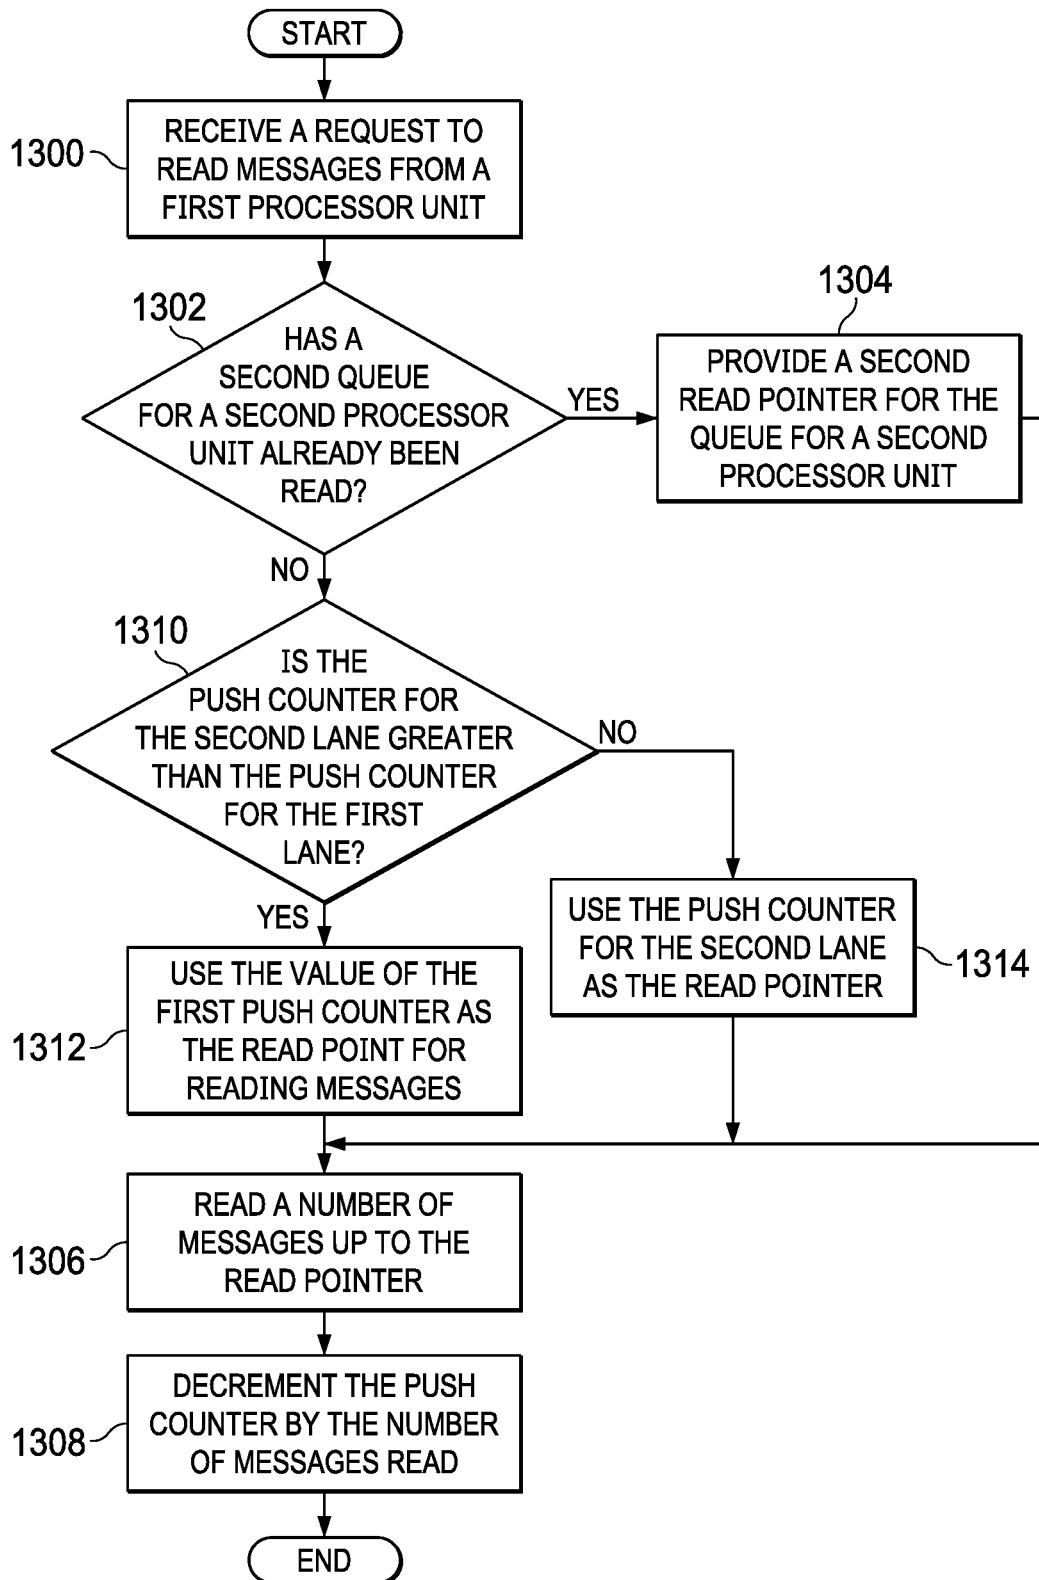 START
1300
RECEIVE A REQUEST TO
READ MESSAGES FROM A
FIRST PROCESSOR UNIT
1302
HAS A
SECOND QUEUE
FOR A SECOND PROCESSOR
UNIT ALREADY BEEN
READ?
YES
1304
PROVIDE A SECOND
READ POINTER FOR THE
QUEUE FOR A SECOND
PROCESSOR UNIT
NO
1310
IS THE
PUSH COUNTER FOR
THE SECOND LANE GREATER
THAN THE PUSH COUNTER
FOR THE FIRST
LANE?
NO
YES
USE THE PUSH COUNTER
FOR THE SECOND LANE
AS THE READ POINTER
1314
1312
USE THE VALUE OF THE
FIRST PUSH COUNTER AS
THE READ POINT FOR
READING MESSAGES
1306
READ A NUMBER OF
MESSAGES UP TO THE
READ POINTER
1308
DECREMENT THE PUSH
COUNTER BY THE NUMBER
OF MESSAGES READ
END